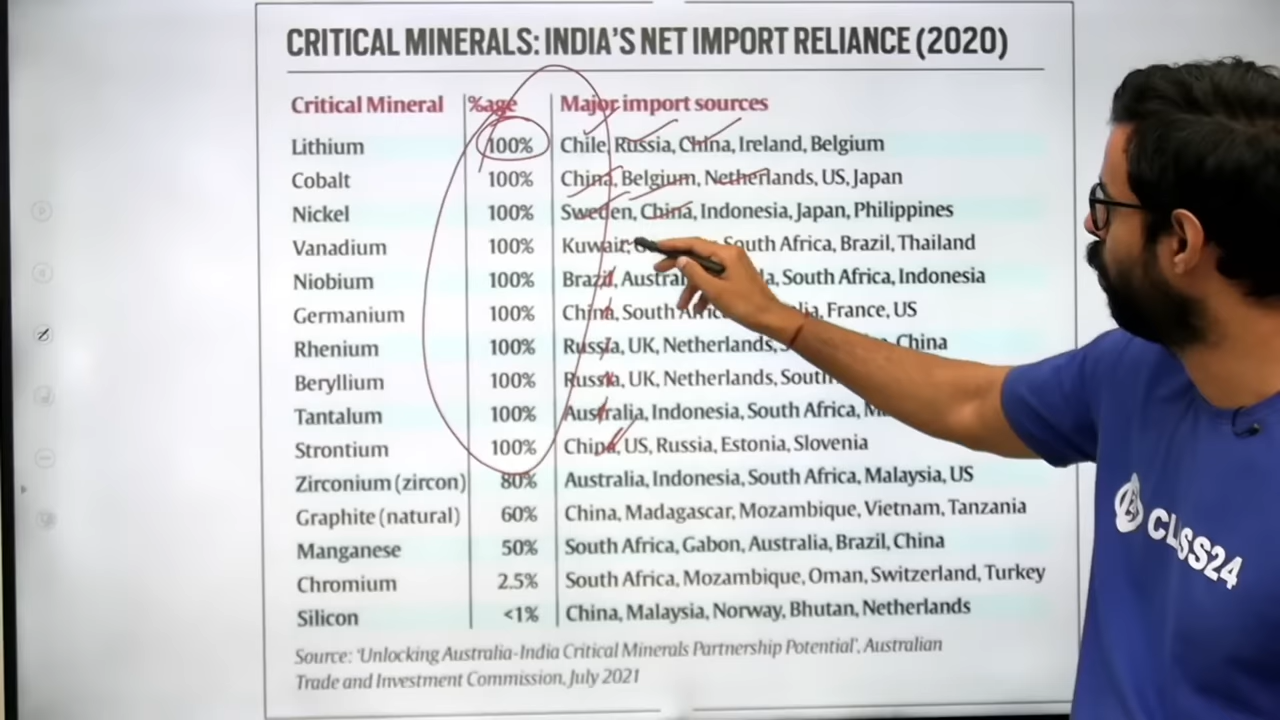 CRITICAL MINERALS: INDIA'S NET IMPORT RELIANCE (2020)
Critical Mineral %age Major import sources
Lithium 100% Chile, Russia, China, Ireland, Belgium
Cobalt 100% China, Belgium, Netherlands, US, Japan
Nickel 100% Sweden, China, Indonesia, Japan, Philippines
Vanadium 100% Kuwait, South Africa, Brazil, Thailand
Niobium 100% Brazil, South Africa, Indonesia
Germanium 100% China, South France, US
Rhenium 100% Russia, UK, Netherlands, China
Beryllium 100% Russia, UK, Netherlands, South
Tantalum 100% Australia, Indonesia, South Africa,
Strontium 100% China, US, Russia, Estonia, Slovenia
Zirconium (zircon) 80% Australia, Indonesia, South Africa, Malaysia, US
Graphite (natural) 60% China, Madagascar, Mozambique, Vietnam, Tanzania
Manganese 50% South Africa, Gabon, Australia, Brazil, China
Chromium 2.5% South Africa, Mozambique, Oman, Switzerland, Turkey
Silicon <1% China, Malaysia, Norway, Bhutan, Netherlands
Source: 'Unlocking Australia-India Critical Minerals Partnership Potential', Australian
Trade and Investment Commission, July 2021
CLASS24